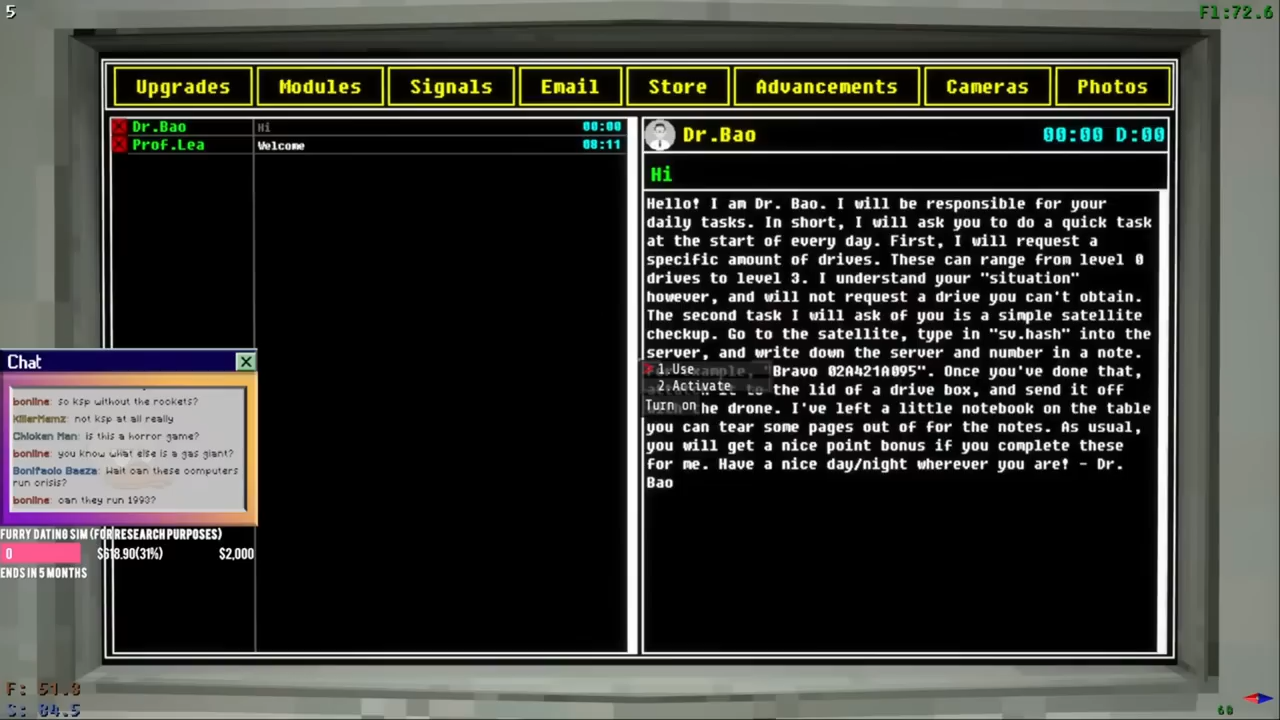 5
F1:72.6
Upgrades
Modules
Signals
Email
Store
Advancements
Cameras
Photos
Dr.Bao Hi 00:00
Prof.Lea Welcome 08:11
Dr.Bao 00:00 D:00
Hi
Hello! I am Dr. Bao. I will be responsible for your
daily tasks. In short, I will ask you to do a quick task
at the start of every day. First, I will request a
specific amount of drives. These can range from level 0
drives to level 3. I understand your "situation"
however, and will not request a drive you can't obtain.
The second task I will ask of you is a simple satellite
checkup. Go to the satellite, type in "sv.hash" into the
server, and write down the server and number in a note.
Bravo 02A421A095". Once you've done that,
to the lid of a drive box, and send it off
he drone. I've left a little notebook on the table
you can tear some pages out of for the notes. As usual,
you will get a nice point bonus if you complete these
for me. Have a nice day/night wherever you are! - Dr.
Bao
1.Use
2.Activate
Turn on
Chat
bonline: so ksp without the rockets?
KillerMemz: not ksp at all really
Chicken Man: is this a horror game?
bonline: you know what else is a gas giant?
Bonifacio Baeza: Wait can these computers
run crisis?
bonline: can they run 1993?
FURRY DATING SIM (FOR RESEARCH PURPOSES)
0 $618.90(31%) $2,000
ENDS IN 5 MONTHS
F: 51.3
S: 84.5
60